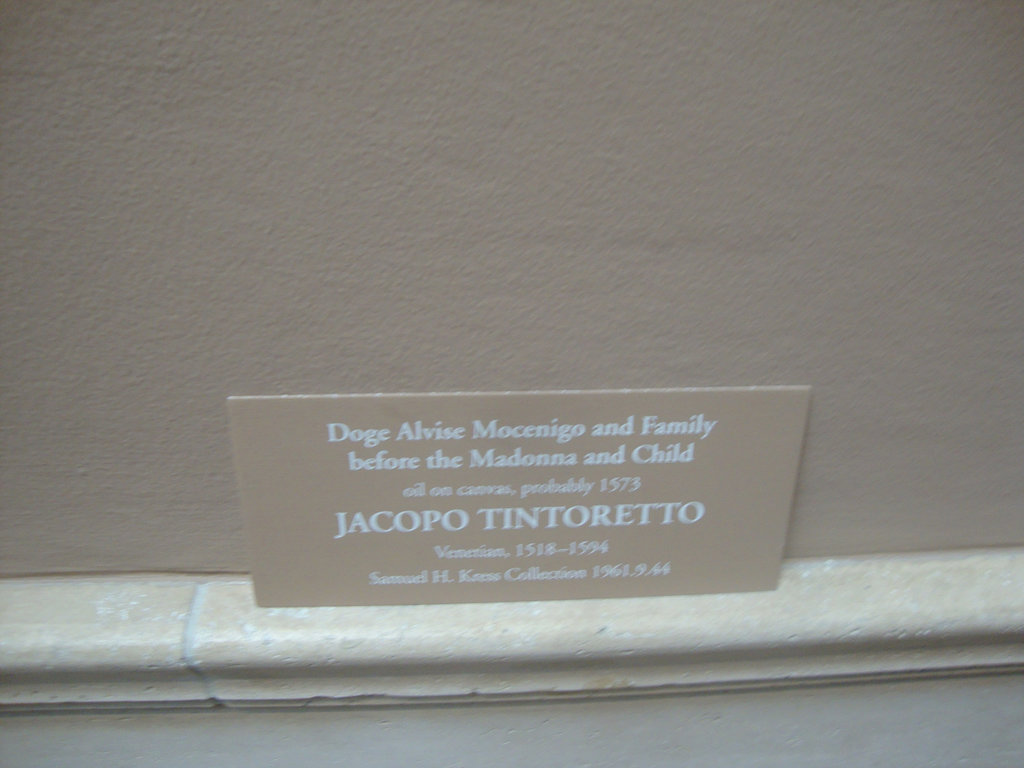 Doge Alvise Mocenigo and Family
before the Madonna and Child
oil on canvas, probably 1573
JACOPO TINTORETTO
Venetian, 1518–1594
Samuel H. Kress Collection 1961.9.44